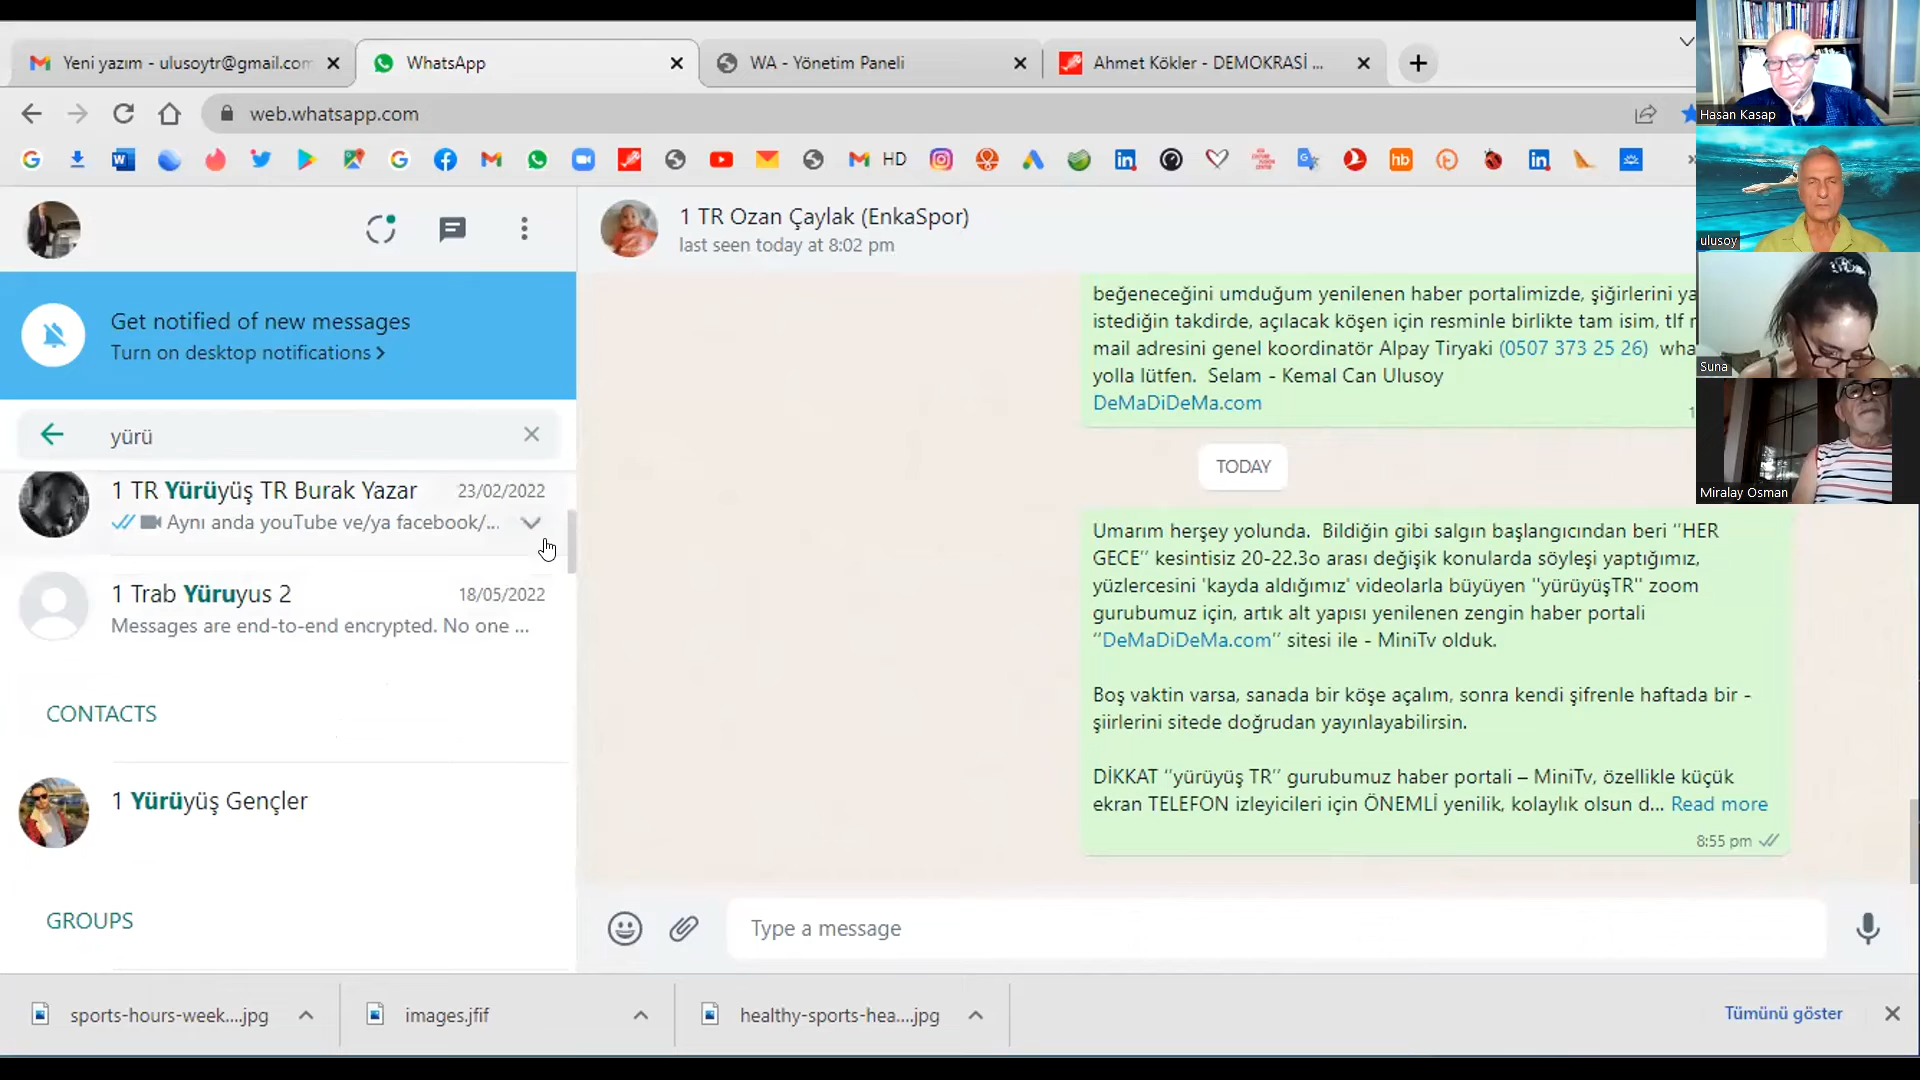 Yeni yazım - ulusoytr@gmail.com
WhatsApp
WA - Yönetim Paneli
Ahmet Kökler - DEMOKRASİ ...
web.whatsapp.com
HD
hb
1 TR Ozan Çaylak (EnkaSpor)
last seen today at 8:02 pm
Get notified of new messages
Turn on desktop notifications >
yürü
1 TR Yürüyüş TR Burak Yazar
23/02/2022
Aynı anda youTube ve/ya facebook/...
1 Trab Yüruyus 2
18/05/2022
Messages are end-to-end encrypted. No one ...
CONTACTS
1 Yürüyüş Gençler
GROUPS
beğeneceğini umduğum yenilenen haber portalimizde, şiğirlerini ya
istediğin takdirde, açılacak köşen için resminle birlikte tam isim, tlf
mail adresini genel koordinatör Alpay Tiryaki (0507 373 25 26) wha
yolla lütfen. Selam - Kemal Can Ulusoy
DeMaDiDeMa.com
TODAY
Umarım herşey yolunda. Bildiğin gibi salgın başlangıcından beri ‘’HER
GECE’’ kesintisiz 20-22.3o arası değişik konularda söyleşi yaptığımız,
yüzlercesini 'kayda aldığımız' videolarla büyüyen ‘’yürüyüşTR’’ zoom
gurubumuz için, artık alt yapısı yenilenen zengin haber portali
‘’DeMaDiDeMa.com’’ sitesi ile - MiniTv olduk.
Boş vaktin varsa, sanada bir köşe açalım, sonra kendi şifrenle haftada bir -
şiirlerini sitede doğrudan yayınlayabilirsin.
DİKKAT ‘’yürüyüş TR’’ gurubumuz haber portali – MiniTv, özellikle küçük
ekran TELEFON izleyicileri için ÖNEMLİ yenilik, kolaylık olsun d... Read more
8:55 pm
Type a message
Hasan Kasap
ulusoy
Suna
Miralay Osman
sports-hours-week....jpg
images.jfif
healthy-sports-hea....jpg
Tümünü göster